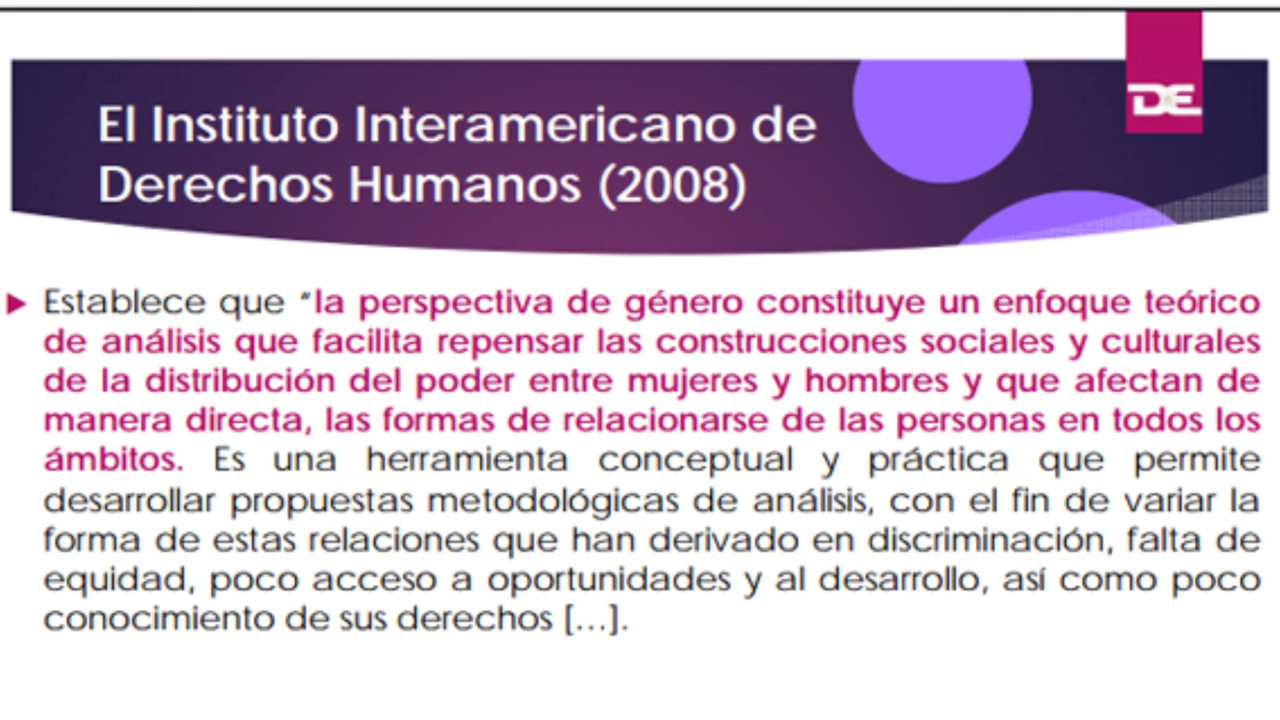 DE
El Instituto Interamericano de
Derechos Humanos (2008)
Establece que “la perspectiva de género constituye un enfoque teórico
de análisis que facilita repensar las construcciones sociales y culturales
de la distribución del poder entre mujeres y hombres y que afectan de
manera directa, las formas de relacionarse de las personas en todos los
ámbitos. Es una herramienta conceptual y práctica que permite
desarrollar propuestas metodológicas de análisis, con el fin de variar la
forma de estas relaciones que han derivado en discriminación, falta de
equidad, poco acceso a oportunidades y al desarrollo, así como poco
conocimiento de sus derechos [...].